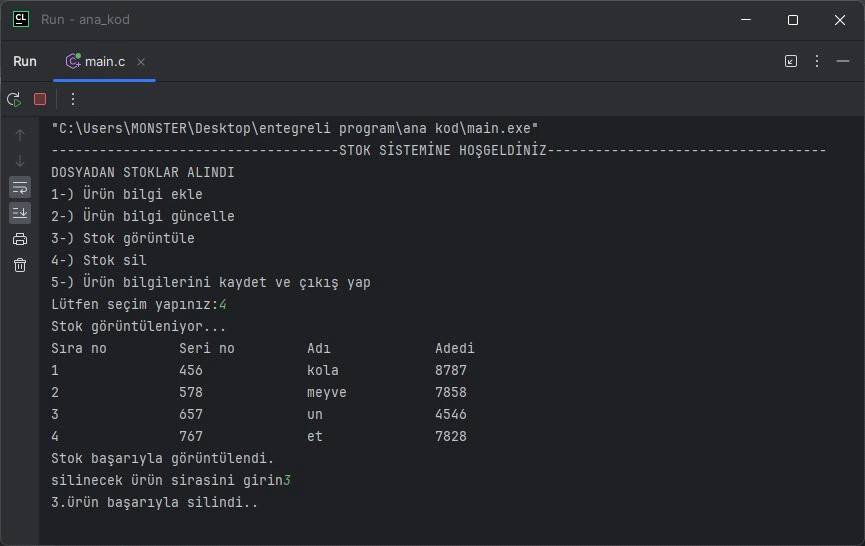 CL Run - ana_kod
Run main.c
"C:\Users\MONSTER\Desktop\entegreli program\ana kod\main.exe"
------------------------------------STOK SİSTEMİNE HOŞGELDİNİZ-----------------------------------
DOSYADAN STOKLAR ALINDI
1-) Ürün bilgi ekle
2-) Ürün bilgi güncelle
3-) Stok görüntüle
4-) Stok sil
5-) Ürün bilgilerini kaydet ve çıkış yap
Lütfen seçim yapınız:4
Stok görüntüleniyor...
Sıra no Seri no Adı Adedi
1 456 kola 8787
2 578 meyve 7858
3 657 un 4546
4 767 et 7828
Stok başarıyla görüntülendi.
silinecek ürün sirasini girin3
3.ürün başarıyla silindi..